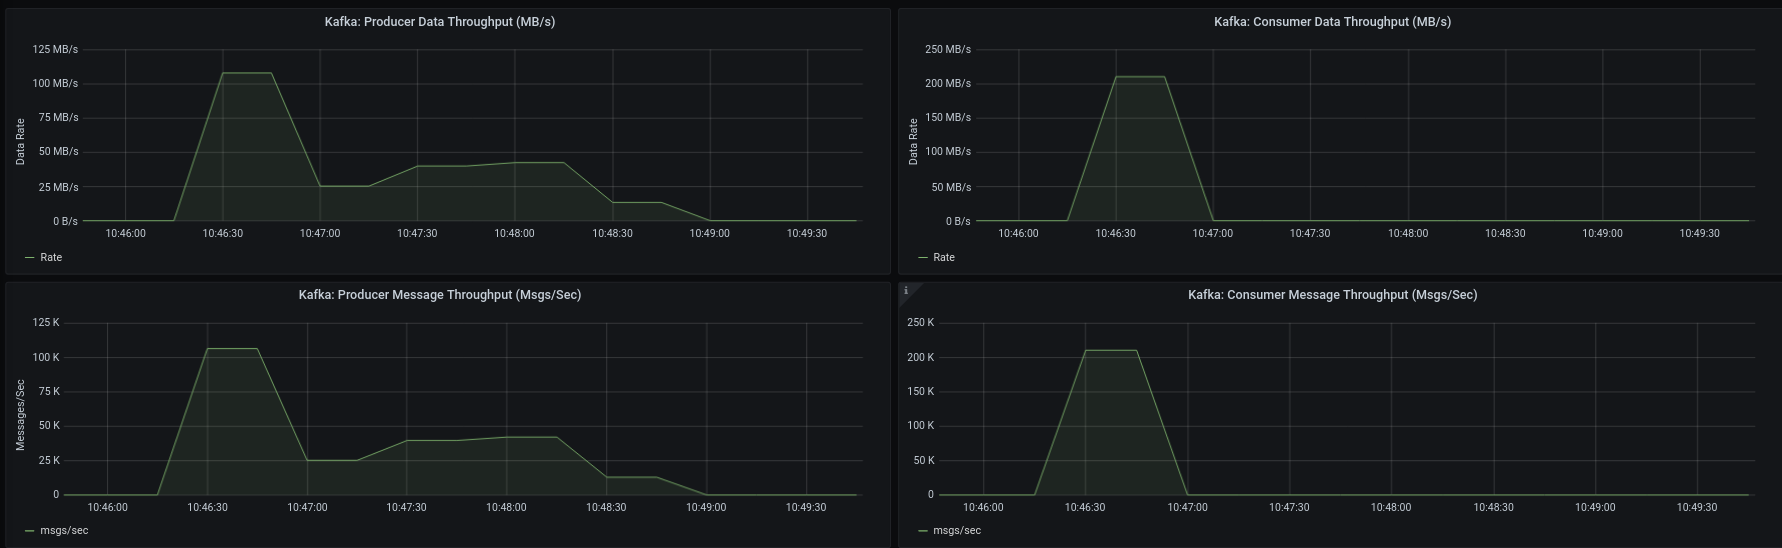 Kafka: Producer Data Throughput (MB/s)
125 MB/s
100 MB/s
75 MB/s
50 MB/s
25 MB/s
0 B/s
Data Rate
10:46:00 10:46:30 10:47:00 10:47:30 10:48:00 10:48:30 10:49:00 10:49:30
Rate
Kafka: Consumer Data Throughput (MB/s)
250 MB/s
200 MB/s
150 MB/s
100 MB/s
50 MB/s
0 B/s
Data Rate
10:46:00 10:46:30 10:47:00 10:47:30 10:48:00 10:48:30 10:49:00 10:49:30
Rate
Kafka: Producer Message Throughput (Msgs/Sec)
125 K
100 K
75 K
50 K
25 K
0
Messages/Sec
10:46:00 10:46:30 10:47:00 10:47:30 10:48:00 10:48:30 10:49:00 10:49:30
msgs/sec
i
Kafka: Consumer Message Throughput (Msgs/Sec)
250 K
200 K
150 K
100 K
50 K
0
10:46:00 10:46:30 10:47:00 10:47:30 10:48:00 10:48:30 10:49:00 10:49:30
msgs/sec